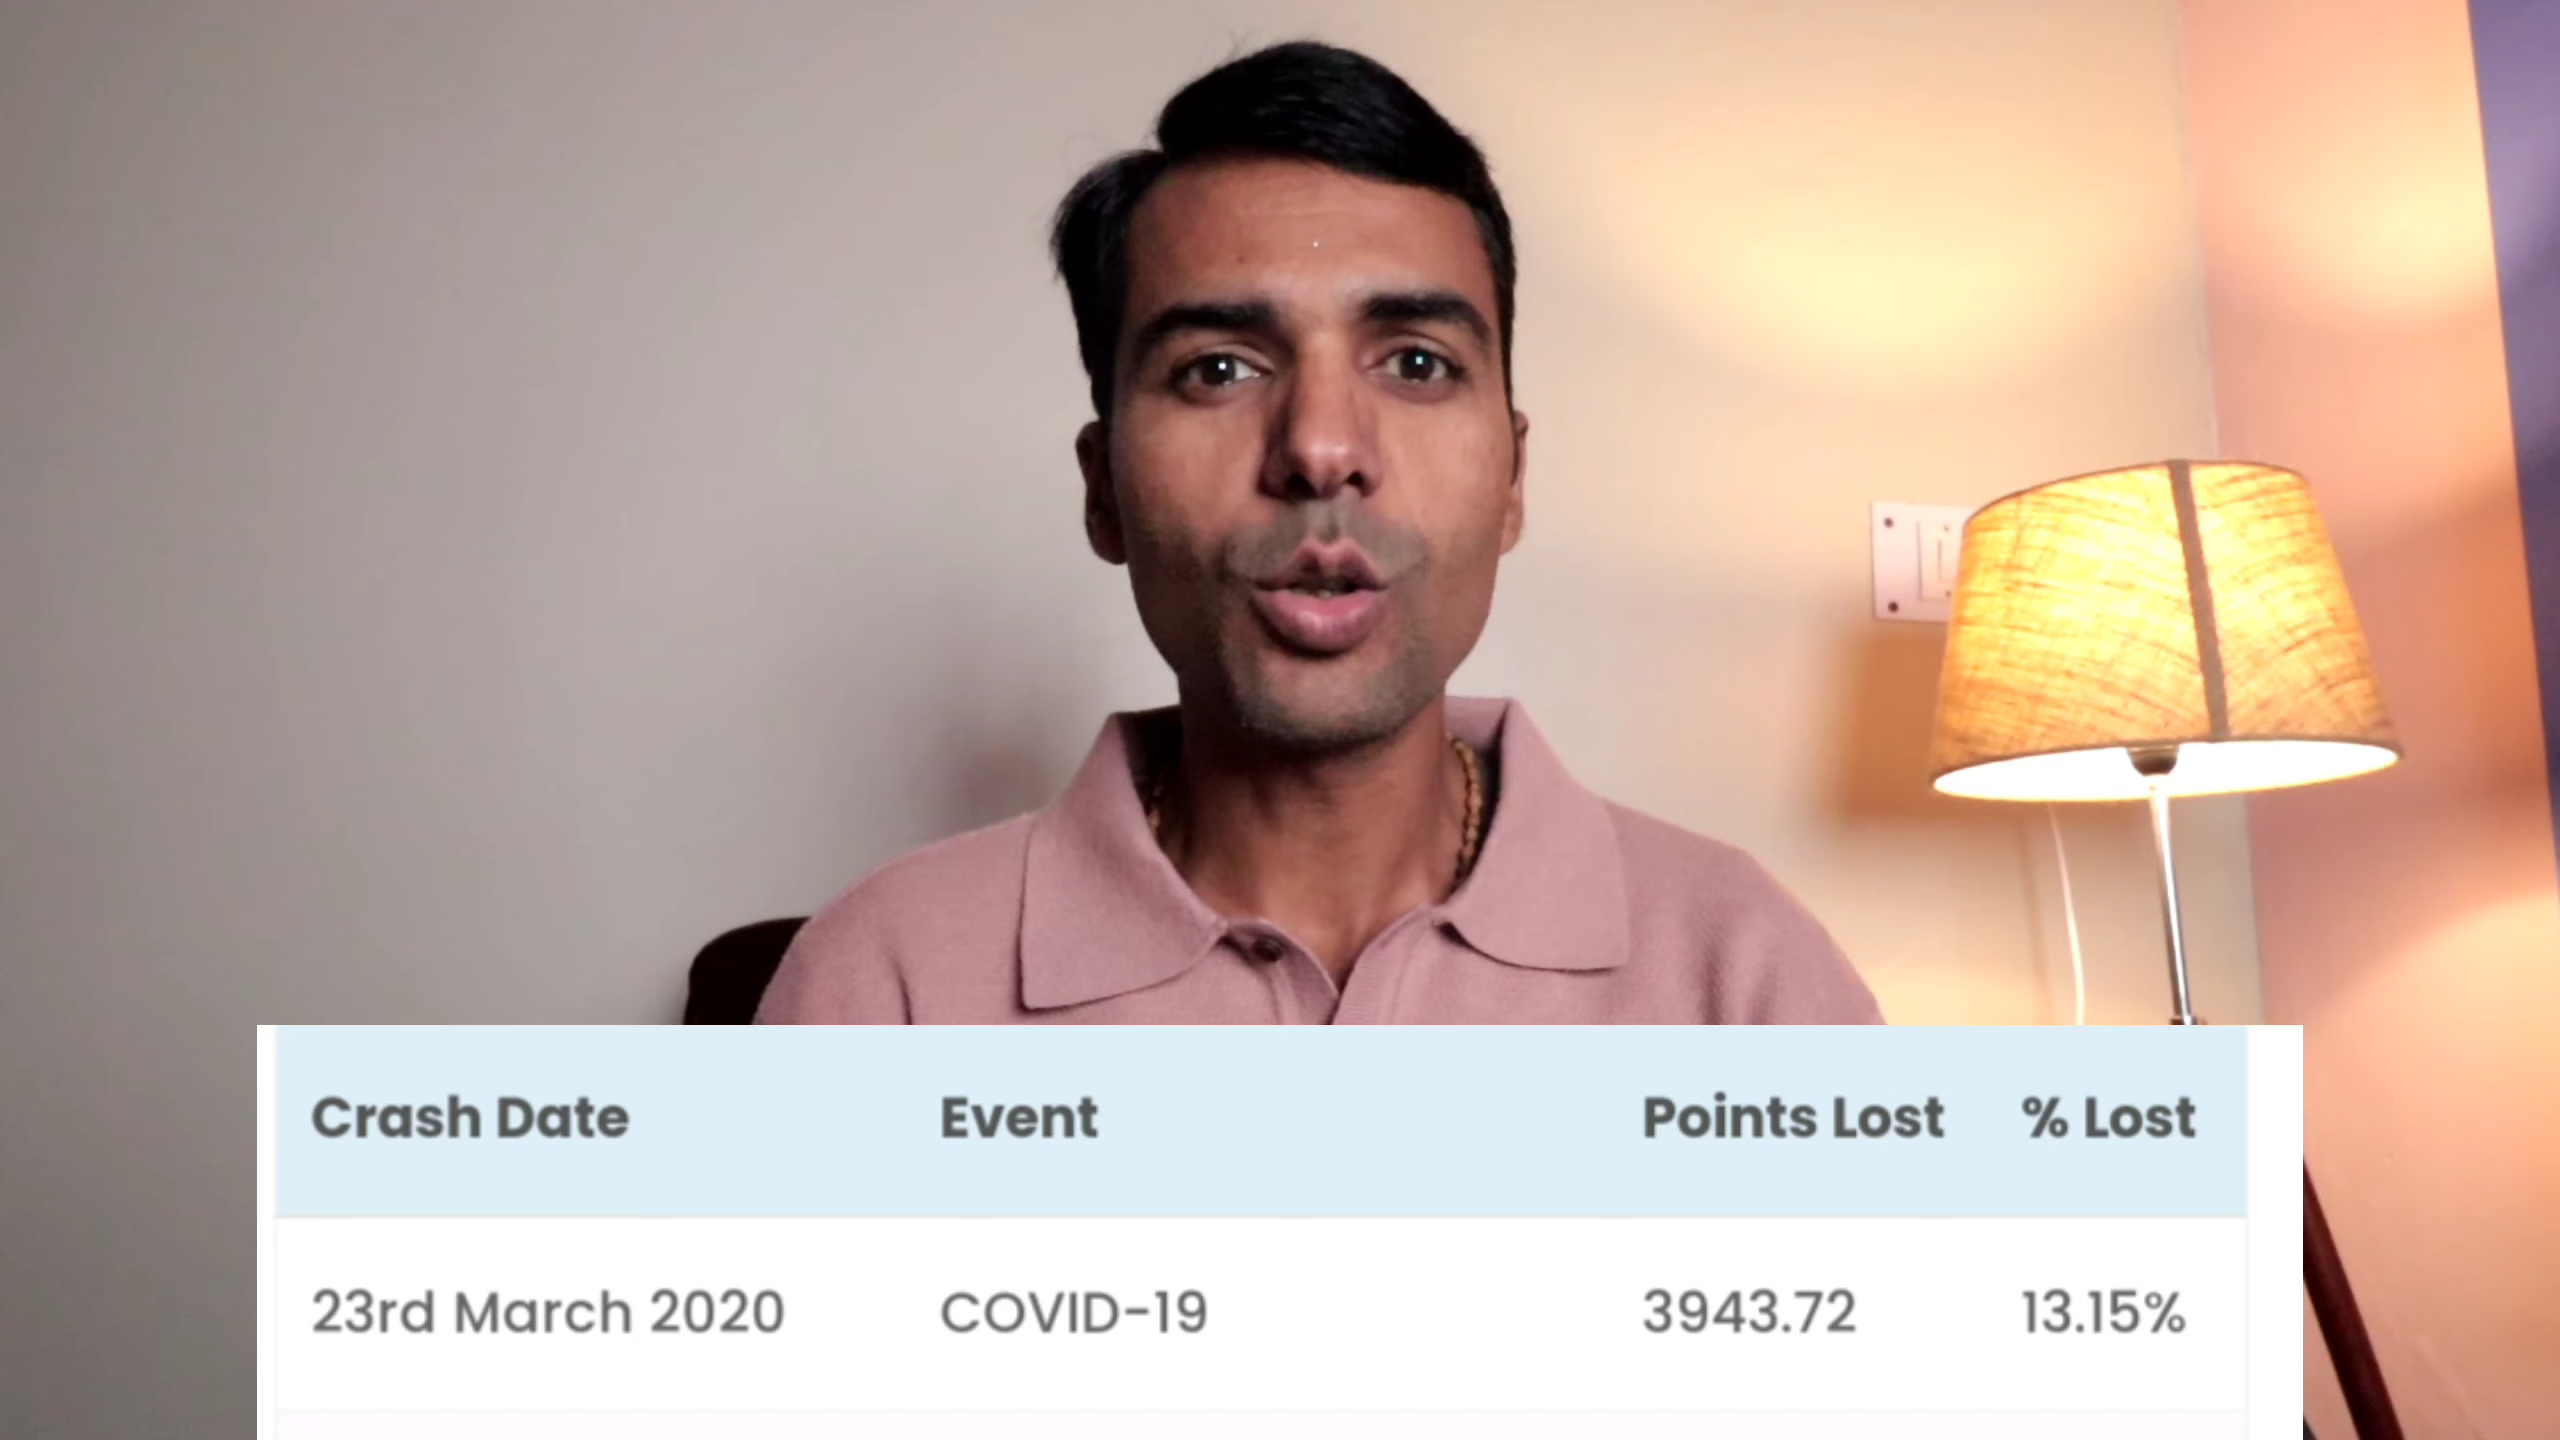 Crash Date Event Points Lost % Lost
23rd March 2020 COVID-19 3943.72 13.15%